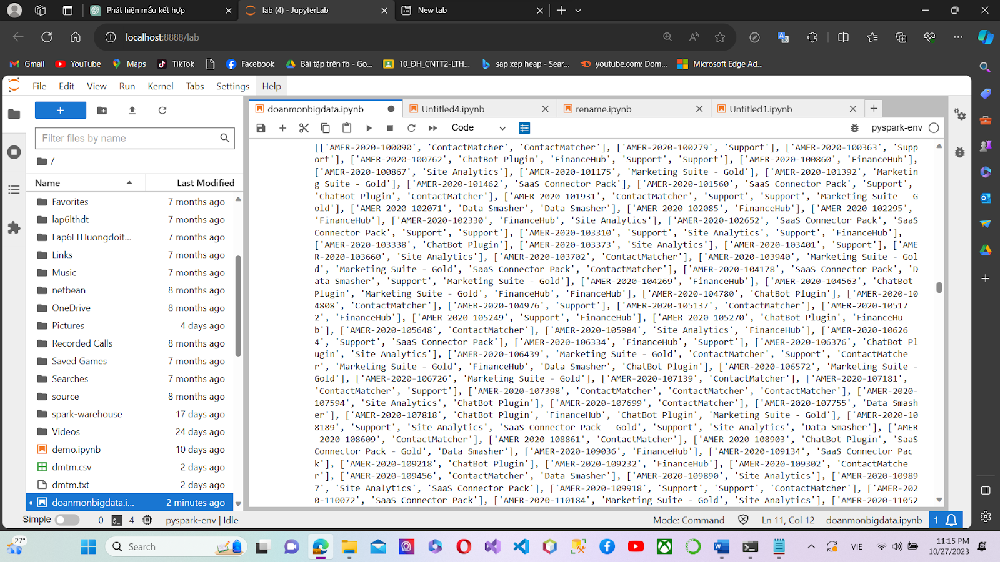 Phát hiện mẫu kết hợp
lab (4) - JupyterLab
New tab
localhost:8888/lab
Gmail
YouTube
Maps
TikTok
Facebook
Bài tập trên fb - Go...
10_ĐH_CNTT2-LTH...
sap xep heap - Sear...
youtube.com: Dom...
Microsoft Edge Ad...
File Edit View Run Kernel Tabs Settings Help
doanmonbigdata.ipynb
Untitled4.ipynb
rename.ipynb
Untitled1.ipynb
Code
pyspark-env
Filter files by name
/
Name Last Modified
Favorites 7 months ago
lap6lthdt 7 months ago
Lap6LTHuongdoit... 7 months ago
Links 7 months ago
Music 7 months ago
netbean 8 months ago
OneDrive 8 months ago
Pictures 4 days ago
Recorded Calls 8 months ago
Saved Games 7 months ago
Searches 7 months ago
source 8 months ago
spark-warehouse 17 days ago
Videos 24 days ago
demo.ipynb 10 days ago
dmtm.csv 2 days ago
dmtm.txt 2 days ago
doanmonbigdata.i... 2 minutes ago
[['AMER-2020-100090', 'ContactMatcher', 'ContactMatcher'], ['AMER-2020-100279', 'Support'], ['AMER-2020-100363', 'Supp
ort'], ['AMER-2020-100762', 'ChatBot Plugin', 'FinanceHub', 'Support', 'Support'], ['AMER-2020-100860', 'FinanceHub'],
['AMER-2020-100867', 'Site Analytics'], ['AMER-2020-101175', 'Marketing Suite - Gold'], ['AMER-2020-101392', 'Marketin
g Suite - Gold'], ['AMER-2020-101462', 'SaaS Connector Pack'], ['AMER-2020-101560', 'SaaS Connector Pack', 'Support',
'ChatBot Plugin', 'ContactMatcher'], ['AMER-2020-101931', 'ContactMatcher', 'Support', 'Support', 'Marketing Suite - G
old'], ['AMER-2020-102071', 'Data Smasher', 'Data Smasher'], ['AMER-2020-102085', 'FinanceHub'], ['AMER-2020-102295',
'FinanceHub'], ['AMER-2020-102330', 'FinanceHub', 'Site Analytics'], ['AMER-2020-102652', 'SaaS Connector Pack', 'SaaS
Connector Pack', 'Support', 'Support'], ['AMER-2020-103310', 'Support', 'Site Analytics', 'Support', 'FinanceHub'],
['AMER-2020-103338', 'ChatBot Plugin'], ['AMER-2020-103373', 'Site Analytics'], ['AMER-2020-103401', 'Support'], ['AME
R-2020-103660', 'Site Analytics'], ['AMER-2020-103702', 'ContactMatcher'], ['AMER-2020-103940', 'Marketing Suite - Gol
d', 'Marketing Suite - Gold', 'SaaS Connector Pack', 'ContactMatcher'], ['AMER-2020-104178', 'SaaS Connector Pack', 'D
ata Smasher', 'Support', 'Marketing Suite - Gold'], ['AMER-2020-104269', 'FinanceHub'], ['AMER-2020-104563', 'ChatBot
Plugin', 'Marketing Suite - Gold', 'FinanceHub', 'FinanceHub'], ['AMER-2020-104780', 'ChatBot Plugin'], ['AMER-2020-10
4808', 'ContactMatcher'], ['AMER-2020-104976', 'Support'], ['AMER-2020-105137', 'ContactMatcher'], ['AMER-2020-10517
2', 'FinanceHub'], ['AMER-2020-105249', 'Support', 'FinanceHub'], ['AMER-2020-105270', 'ChatBot Plugin', 'FinanceHu
b'], ['AMER-2020-105648', 'ContactMatcher'], ['AMER-2020-105984', 'Site Analytics', 'FinanceHub'], ['AMER-2020-10626
4', 'Support', 'SaaS Connector Pack'], ['AMER-2020-106334', 'FinanceHub', 'Support'], ['AMER-2020-106376', 'ChatBot Pl
ugin', 'Site Analytics'], ['AMER-2020-106439', 'Marketing Suite - Gold', 'ContactMatcher', 'Support', 'ContactMatche
r', 'Marketing Suite - Gold', 'FinanceHub', 'Data Smasher', 'ChatBot Plugin'], ['AMER-2020-106572', 'Marketing Suite -
Gold'], ['AMER-2020-106726', 'Marketing Suite - Gold'], ['AMER-2020-107139', 'ContactMatcher'], ['AMER-2020-107181',
'ContactMatcher', 'Support'], ['AMER-2020-107398', 'ContactMatcher', 'ContactMatcher', 'ContactMatcher'], ['AMER-2020-
107594', 'Site Analytics', 'ChatBot Plugin'], ['AMER-2020-107699', 'ContactMatcher'], ['AMER-2020-107755', 'Data Smash
er'], ['AMER-2020-107818', 'ChatBot Plugin', 'FinanceHub', 'ChatBot Plugin', 'Marketing Suite - Gold'], ['AMER-2020-10
8189', 'Support', 'Site Analytics', 'SaaS Connector Pack - Gold', 'Support', 'Site Analytics', 'Data Smasher'], ['AMER
-2020-108609', 'ContactMatcher'], ['AMER-2020-108861', 'ContactMatcher'], ['AMER-2020-108903', 'ChatBot Plugin', 'SaaS
Connector Pack - Gold', 'Data Smasher'], ['AMER-2020-109036', 'FinanceHub'], ['AMER-2020-109134', 'SaaS Connector Pac
k'], ['AMER-2020-109218', 'ChatBot Plugin'], ['AMER-2020-109232', 'FinanceHub'], ['AMER-2020-109302', 'ContactMatche
r'], ['AMER-2020-109456', 'ContactMatcher', 'Data Smasher'], ['AMER-2020-109890', 'Site Analytics'], ['AMER-2020-10989
7', 'Site Analytics', 'SaaS Connector Pack'], ['AMER-2020-109918', 'Support', 'Support', 'ContactMatcher'], ['AMER-202
0-110072', 'SaaS Connector Pack'], ['AMER-2020-110184', 'Marketing Suite - Gold', 'Site Analytics'], ['AMER-2020-11052
Simple 0 4 pyspark-env | Idle
Mode: Command Ln 11, Col 12 doanmonbigdata.ipynb 1
27°
Search
VIE
11:15 PM
10/27/2023